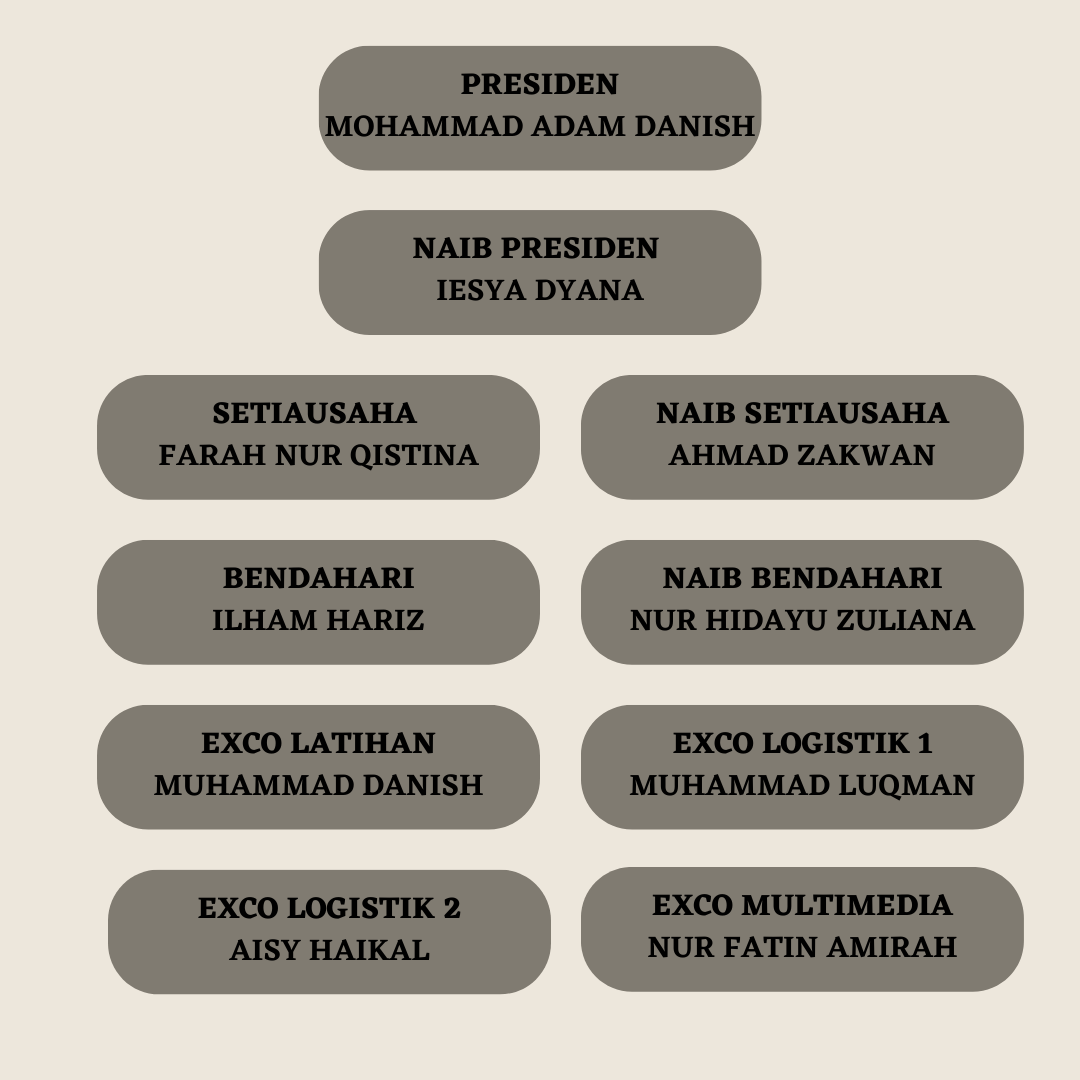 PRESIDEN
MOHAMMAD ADAM DANISH
NAIB PRESIDEN
IESYA DYANA
SETIAUSAHA
FARAH NUR QISTINA
NAIB SETIAUSAHA
AHMAD ZAKWAN
BENDAHARI
ILHAM HARIZ
NAIB BENDAHARI
NUR HIDAYU ZULIANA
EXCO LATIHAN
MUHAMMAD DANISH
EXCO LOGISTIK 1
MUHAMMAD LUQMAN
EXCO LOGISTIK 2
AISY HAIKAL
EXCO MULTIMEDIA
NUR FATIN AMIRAH